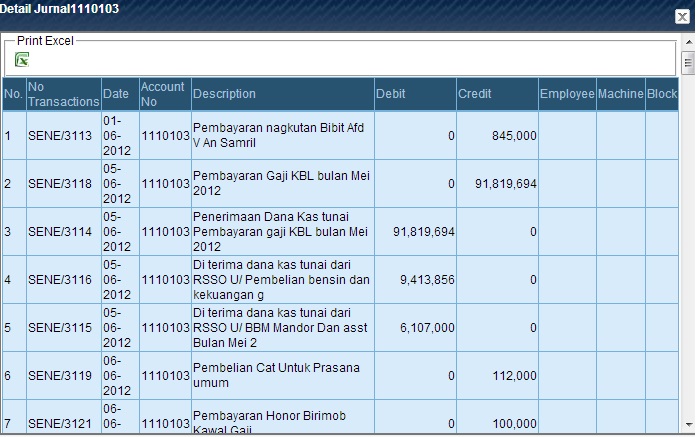 Detail Jurnal1110103
Print Excel
No. No Transactions Date Account No Description Debit Credit Employee Machine Block
1 SENE/3113 01-06-2012 1110103 Pembayaran nagkutan Bibit Afd V An Samril 0 845,000
2 SENE/3118 05-06-2012 1110103 Pembayaran Gaji KBL bulan Mei 2012 0 91,819,694
3 SENE/3114 05-06-2012 1110103 Penerimaan Dana Kas tunai Pembayaran gaji KBL bulan Mei 2012 91,819,694 0
4 SENE/3116 05-06-2012 1110103 Di terima dana kas tunai dari RSSO U/ Pembelian bensin dan kekuangan g 9,413,856 0
5 SENE/3115 05-06-2012 1110103 Di terima dana kas tunai dari RSSO U/ BBM Mandor Dan asst Bulan Mei 2 6,107,000 0
6 SENE/3119 06-06-2012 1110103 Pembelian Cat Untuk Prasana umum 0 112,000
7 SENE/3121 06-06- 1110103 Pembayaran Honor Birimob Kawal Gaji 0 100,000